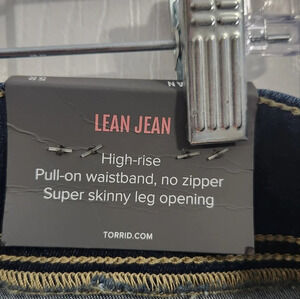 LEAN JEAN
High-rise
Pull-on waistband, no zipper
Super skinny leg opening
TORRID.COM